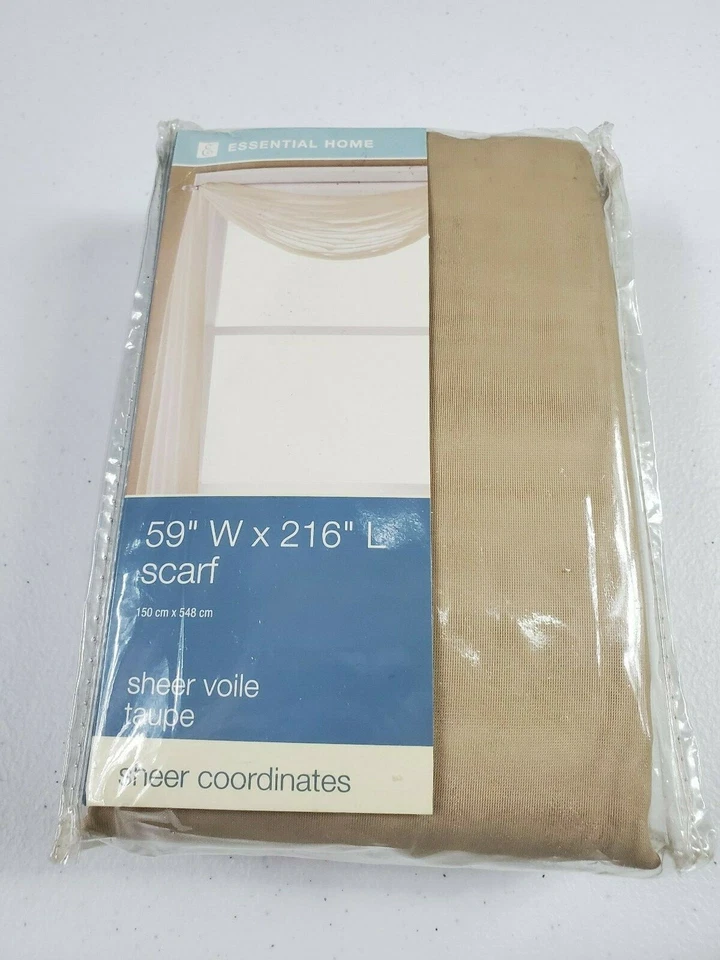 ESSENTIAL HOME
59" W x 216" L
scarf
150 cm x 548 cm
sheer voile
taupe
sheer coordinates